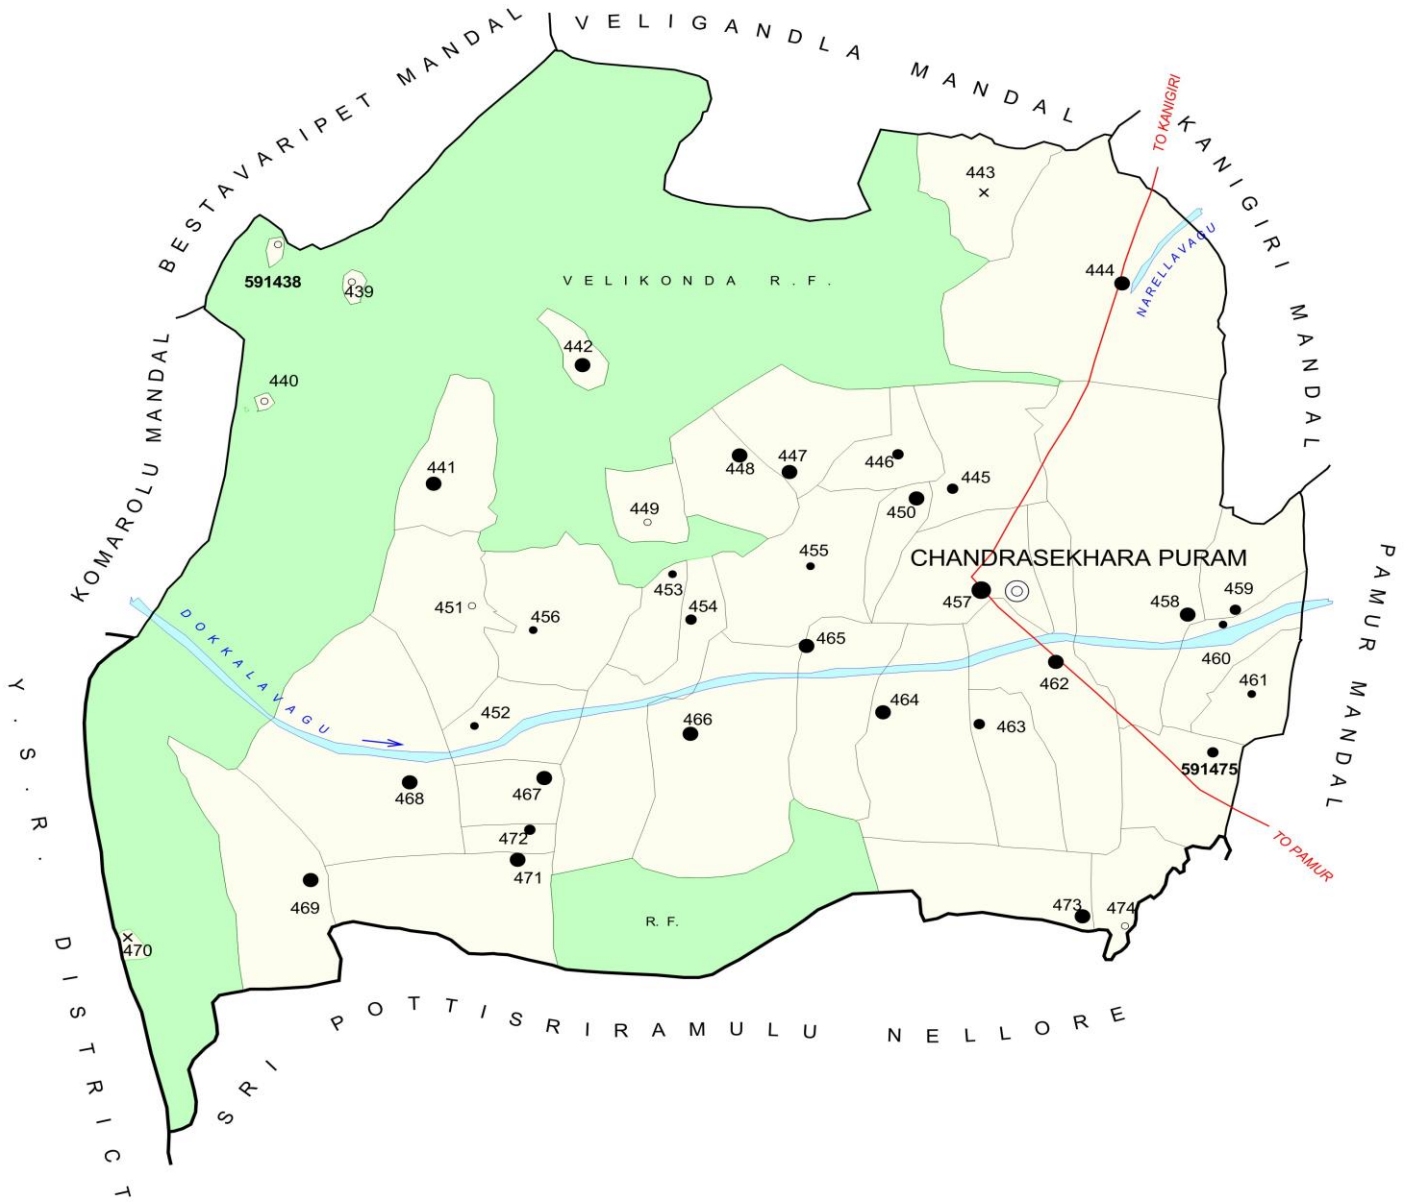 BESTAVARIPET MANDAL
VELIGANDLA MANDAL
KANIGIRI MANDAL
TO KANIGIRI
443
NARELLAVAGU
444
591438
439
VELIKONDA R.F.
442
440
KOMAROLU MANDAL
441
448
447
446
445
449
450
CHANDRASEKHARA PURAM
455
453
454
451
456
457
458
459
460
PAMUR MANDAL
DOKKALAVAGU
465
462
461
452
466
464
463
591475
468
467
472
471
469
TO PAMUR
473
474
R.F.
470
Y.S.R. DISTRICT
SRI POTTISRIRAMULU NELLORE